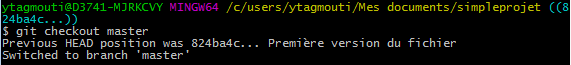 ytagmouti@D3741-MJRKCVY MINGW64 /c/users/ytagmouti/Mes documents/simpleprojet ((8
24ba4c...))
$ git checkout master
Previous HEAD position was 824ba4c... Première version du fichier
Switched to branch 'master'